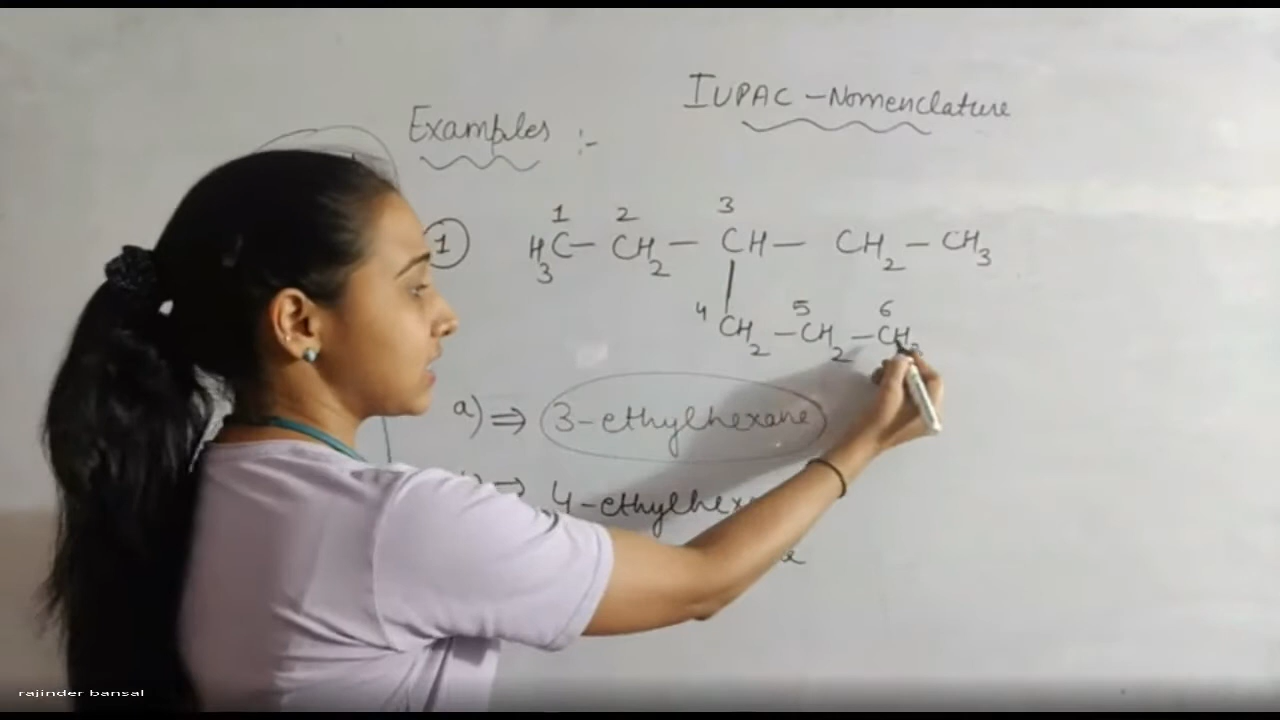 IUPAC - Nomenclature
Examples :-
1 2 3
① H3C - CH2 - CH - CH2 - CH3
4 5 6
CH2 - CH2 - CH
a) ⇒ 3-ethylhexane
⇒ 4-ethylhex
rajinder bansal